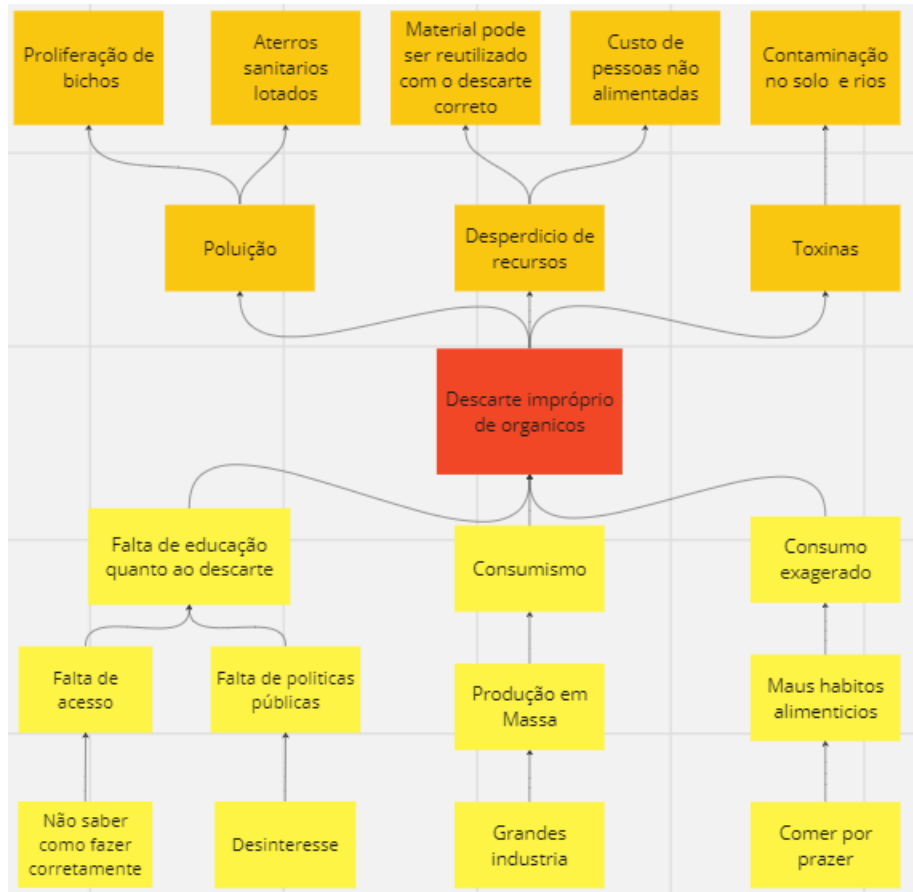 Proliferação de
bichos
Aterros
sanitarios
lotados
Material pode
ser reutilizado
com o descarte
correto
Custo de
pessoas não
alimentadas
Contaminação
no solo e rios
Poluição
Desperdicio de
recursos
Toxinas
Descarte impróprio
de organicos
Falta de educação
quanto ao descarte
Consumismo
Consumo
exagerado
Falta de
acesso
Falta de politicas
públicas
Produção em
Massa
Maus habitos
alimenticios
Não saber
como fazer
corretamente
Desinteresse
Grandes
industria
Comer por
prazer